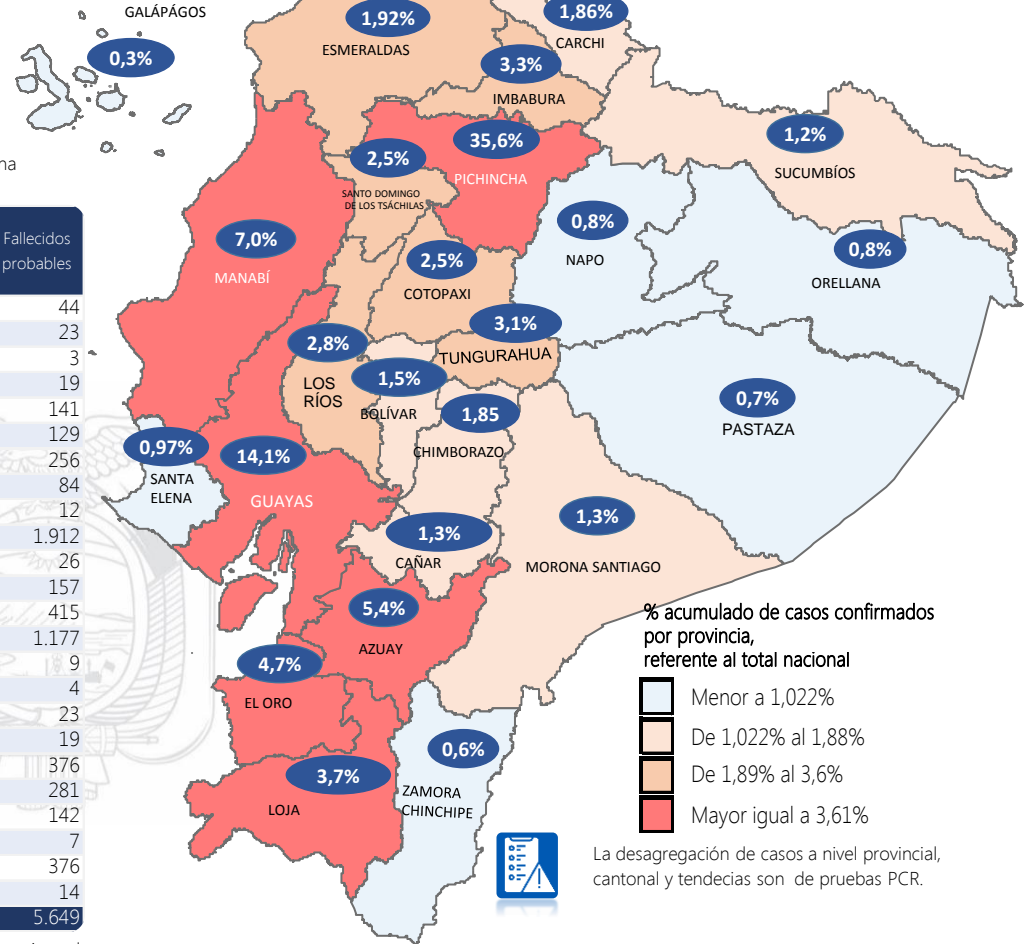 GALÁPAGOS
0,3%
1,92%
ESMERALDAS
1,86%
CARCHI
3,3%
IMBABURA
35,6%
PICHINCHA
2,5%
SANTO DOMINGO
DE LOS TSÁCHILAS
1,2%
SUCUMBÍOS
na
7,0%
MANABÍ
0,8%
NAPO
0,8%
ORELLANA
2,5%
COTOPAXI
3,1%
TUNGURAHUA
2,8%
LOS
RÍOS
1,5%
BOLÍVAR
1,85
CHIMBORAZO
0,7%
PASTAZA
0,97%
SANTA
ELENA
14,1%
GUAYAS
1,3%
CAÑAR
1,3%
MORONA SANTIAGO
5,4%
AZUAY
4,7%
EL ORO
3,7%
LOJA
0,6%
ZAMORA
CHINCHIPE
Fallecidos
probables
44
23
3
19
141
129
256
84
12
1.912
26
157
415
1.177
9
4
23
19
376
281
142
7
376
14
5.649
% acumulado de casos confirmados
por provincia,
referente al total nacional
Menor a 1,022%
De 1,022% al 1,88%
De 1,89% al 3,6%
Mayor igual a 3,61%
La desagregación de casos a nivel provincial,
cantonal y tendecias son de pruebas PCR.